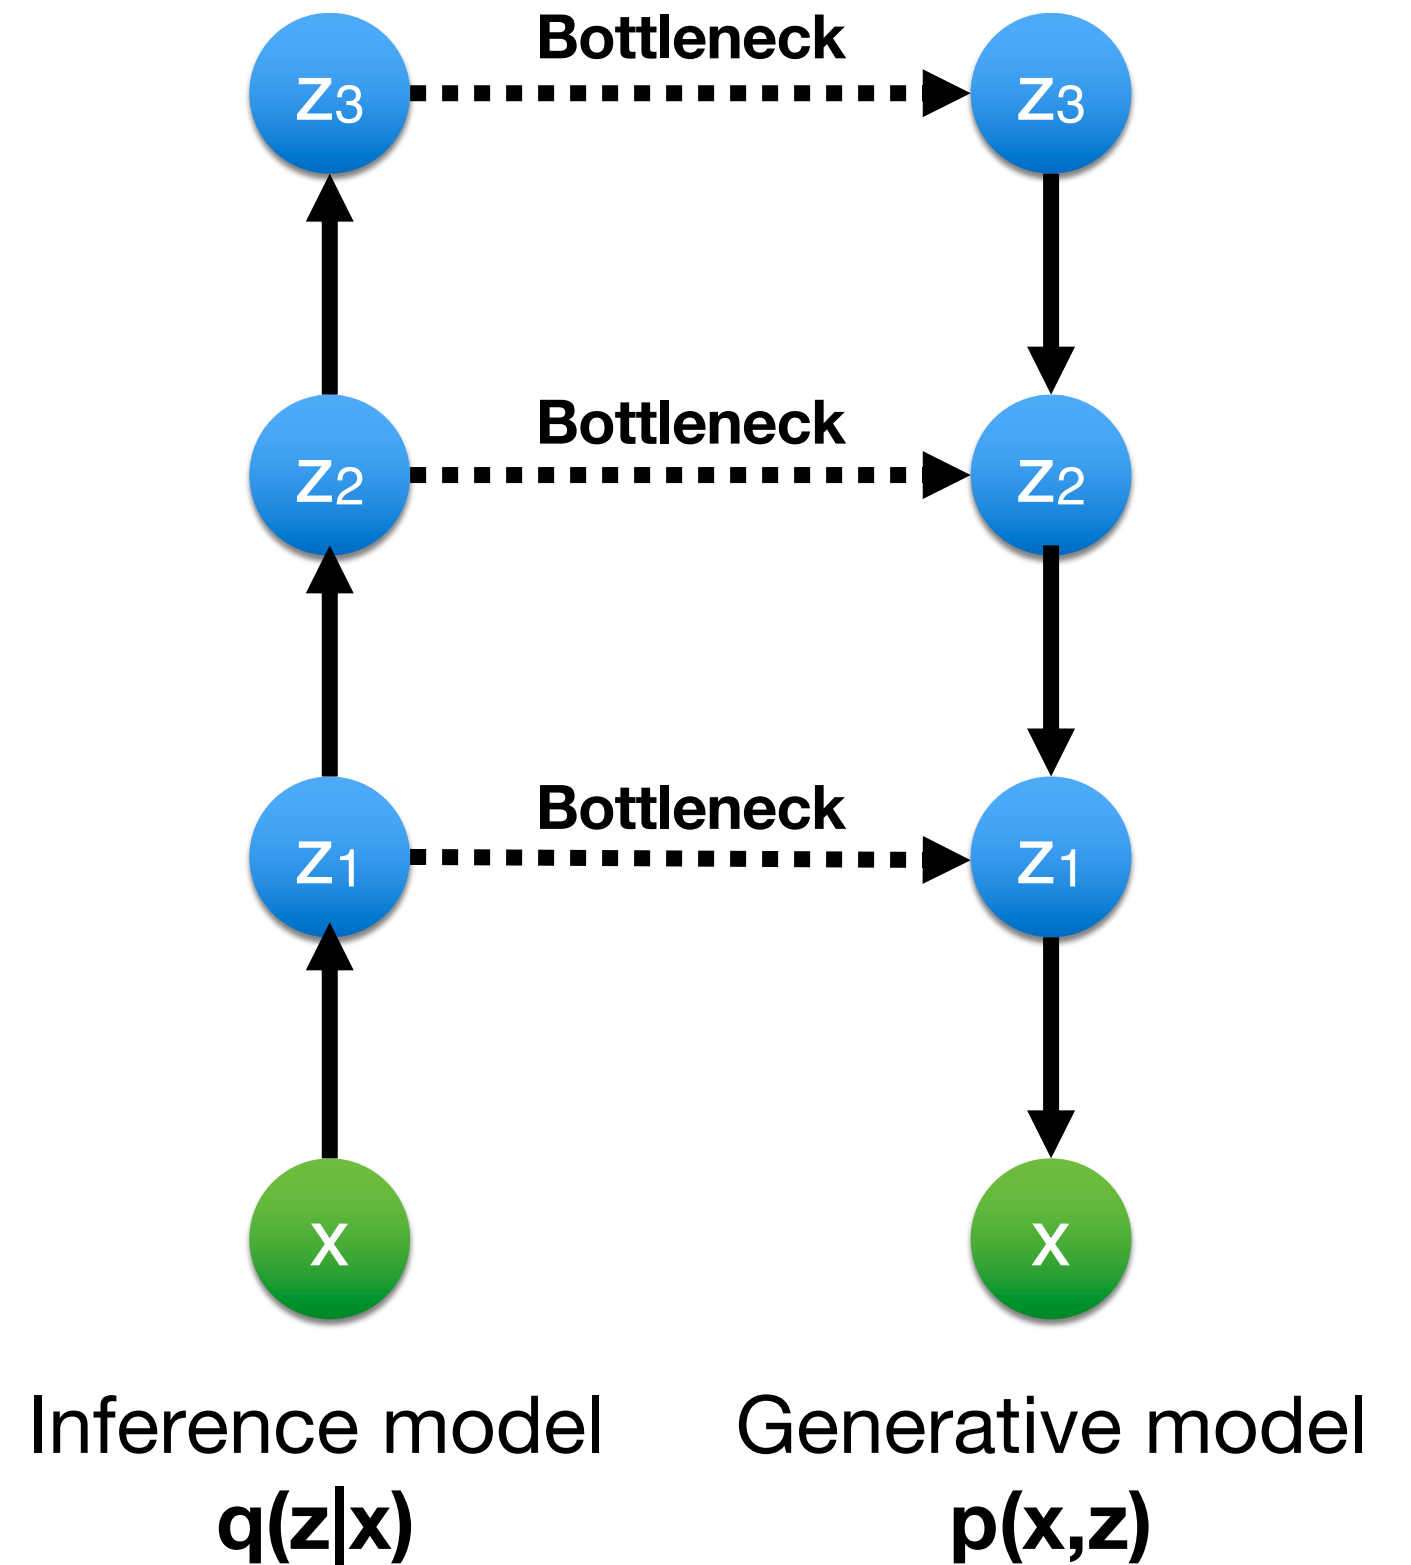 Bottleneck
z3 z3
Bottleneck
z2 z2
Bottleneck
z1 z1
x x
Inference model Generative model
q(z|x) p(x,z)